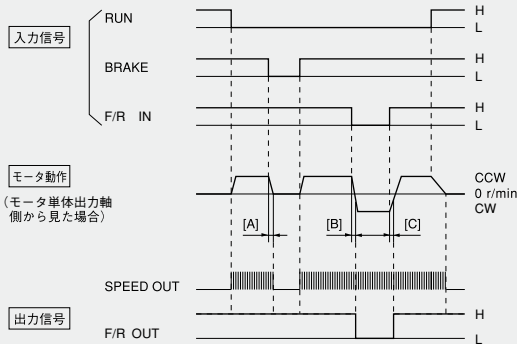 RUN
H
L
入力信号
BRAKE
H
L
F/R IN
H
L
モータ動作
(モータ単体出力軸
側から見た場合)
CCW
0 r/min
CW
[A]
[B]
[C]
SPEED OUT
出力信号
H
F/R OUT
L